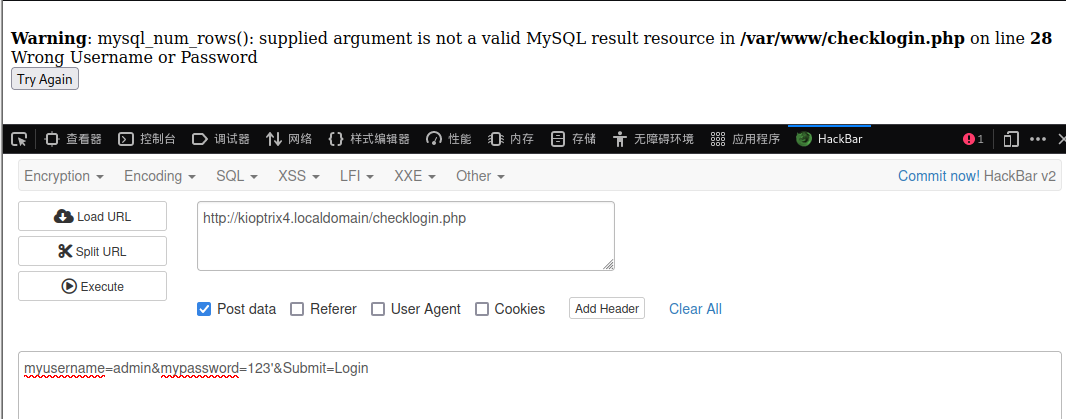 Warning: mysql_num_rows(): supplied argument is not a valid MySQL result resource in /var/www/checklogin.php on line 28
Wrong Username or Password
Try Again
查看器 控制台 调试器 网络 {} 样式编辑器 性能 内存 存储 无障碍环境 应用程序 HackBar 1
Encryption Encoding SQL XSS LFI XXE Other Commit now! HackBar v2
Load URL http://kioptrix4.localdomain/checklogin.php
Split URL
Execute
Post data Referer User Agent Cookies Add Header Clear All
myusername=admin&mypassword=123'&Submit=Login